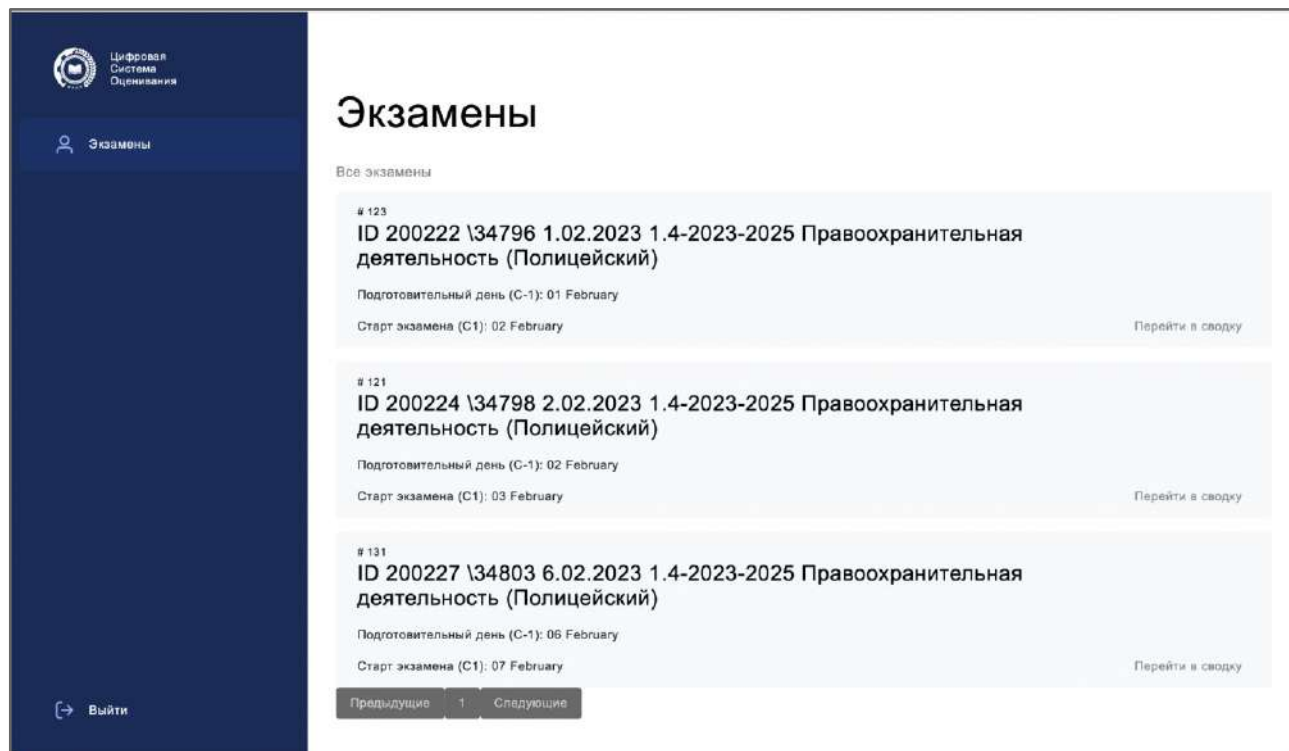 Цифровая
Система
Оценивания
Экзамены
Выйти
Экзамены
Все экзамены
# 123
ID 200222 \34796 1.02.2023 1.4-2023-2025 Правоохранительная
деятельность (Полицейский)
Подготовительный день (С-1): 01 February
Старт экзамена (С1): 02 February
Перейти в сводку
# 121
ID 200224 \34798 2.02.2023 1.4-2023-2025 Правоохранительная
деятельность (Полицейский)
Подготовительный день (С-1): 02 February
Старт экзамена (С1): 03 February
Перейти в сводку
# 131
ID 200227 \34803 6.02.2023 1.4-2023-2025 Правоохранительная
деятельность (Полицейский)
Подготовительный день (С-1): 06 February
Старт экзамена (С1): 07 February
Перейти в сводку
Предыдущие 1 Следующие